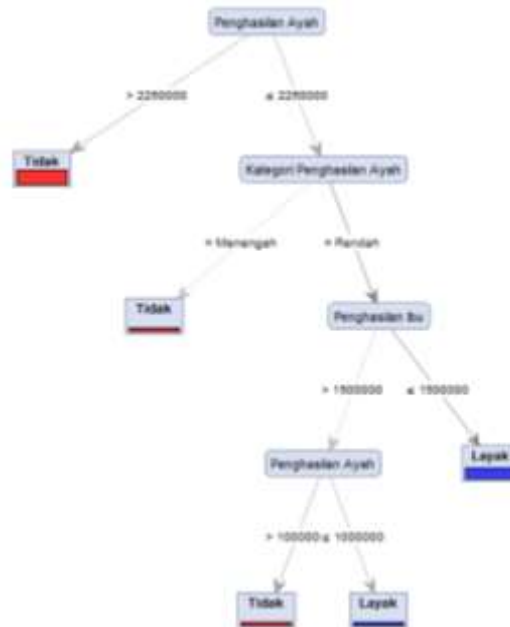 Penghasilan Ayah
> 2250000 ≤ 2250000
Tidak
Kategori Penghasilan Ayah
= Menengah = Rendah
Tidak
Penghasilan Ibu
> 1500000 ≤ 1500000
Penghasilan Ayah
Layak
> 100000 ≤ 1000000
Tidak Layak